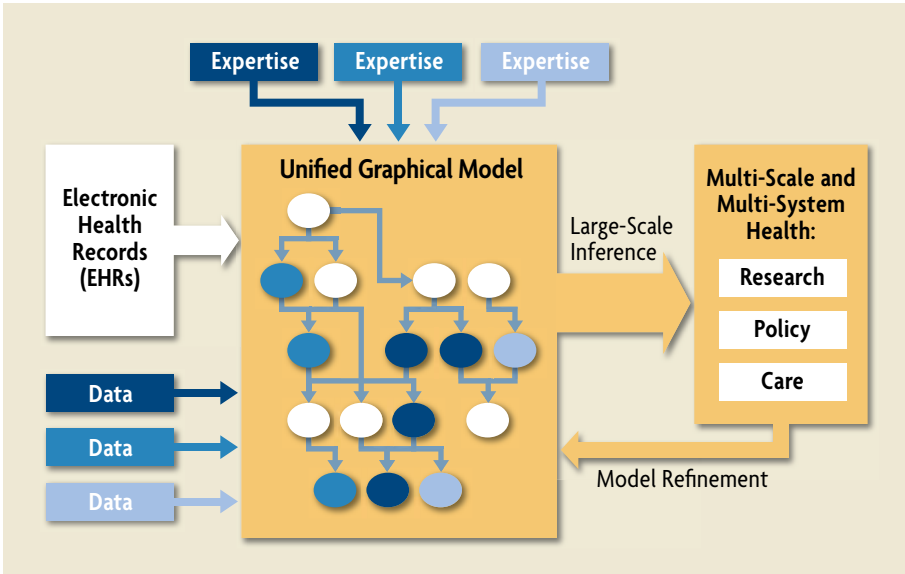 Expertise
Expertise
Expertise
Electronic
Health
Records
(EHRs)
Unified Graphical Model
Large-Scale
Inference
Multi-Scale and
Multi-System
Health:
Research
Policy
Care
Data
Data
Data
Model Refinement